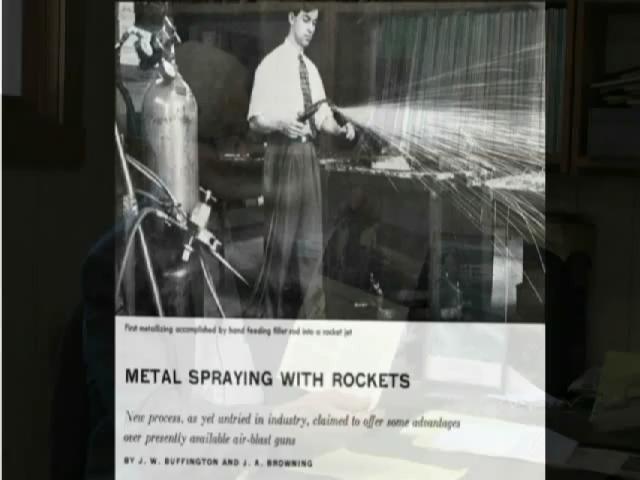 First metallizing accomplished by hand feeding filler rod into a rocket jet
METAL SPRAYING WITH ROCKETS
New process, as yet untried in industry, claimed to offer some advantages
over presently available air-blast guns
BY J. W. BUFFINGTON AND J. A. BROWNING